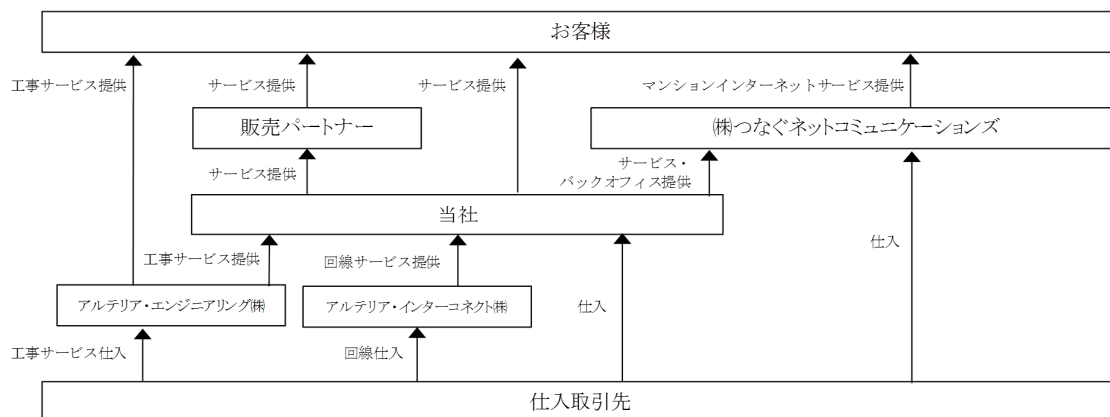 お客様
工事サービス提供
サービス提供
サービス提供
マンションインターネットサービス提供
販売パートナー
㈱つなぐネットコミュニケーションズ
サービス提供
サービス・
バックオフィス提供
当社
工事サービス提供
回線サービス提供
仕入
仕入
アルテリア・エンジニアリング㈱
アルテリア・インターコネクト㈱
工事サービス仕入
回線仕入
仕入取引先